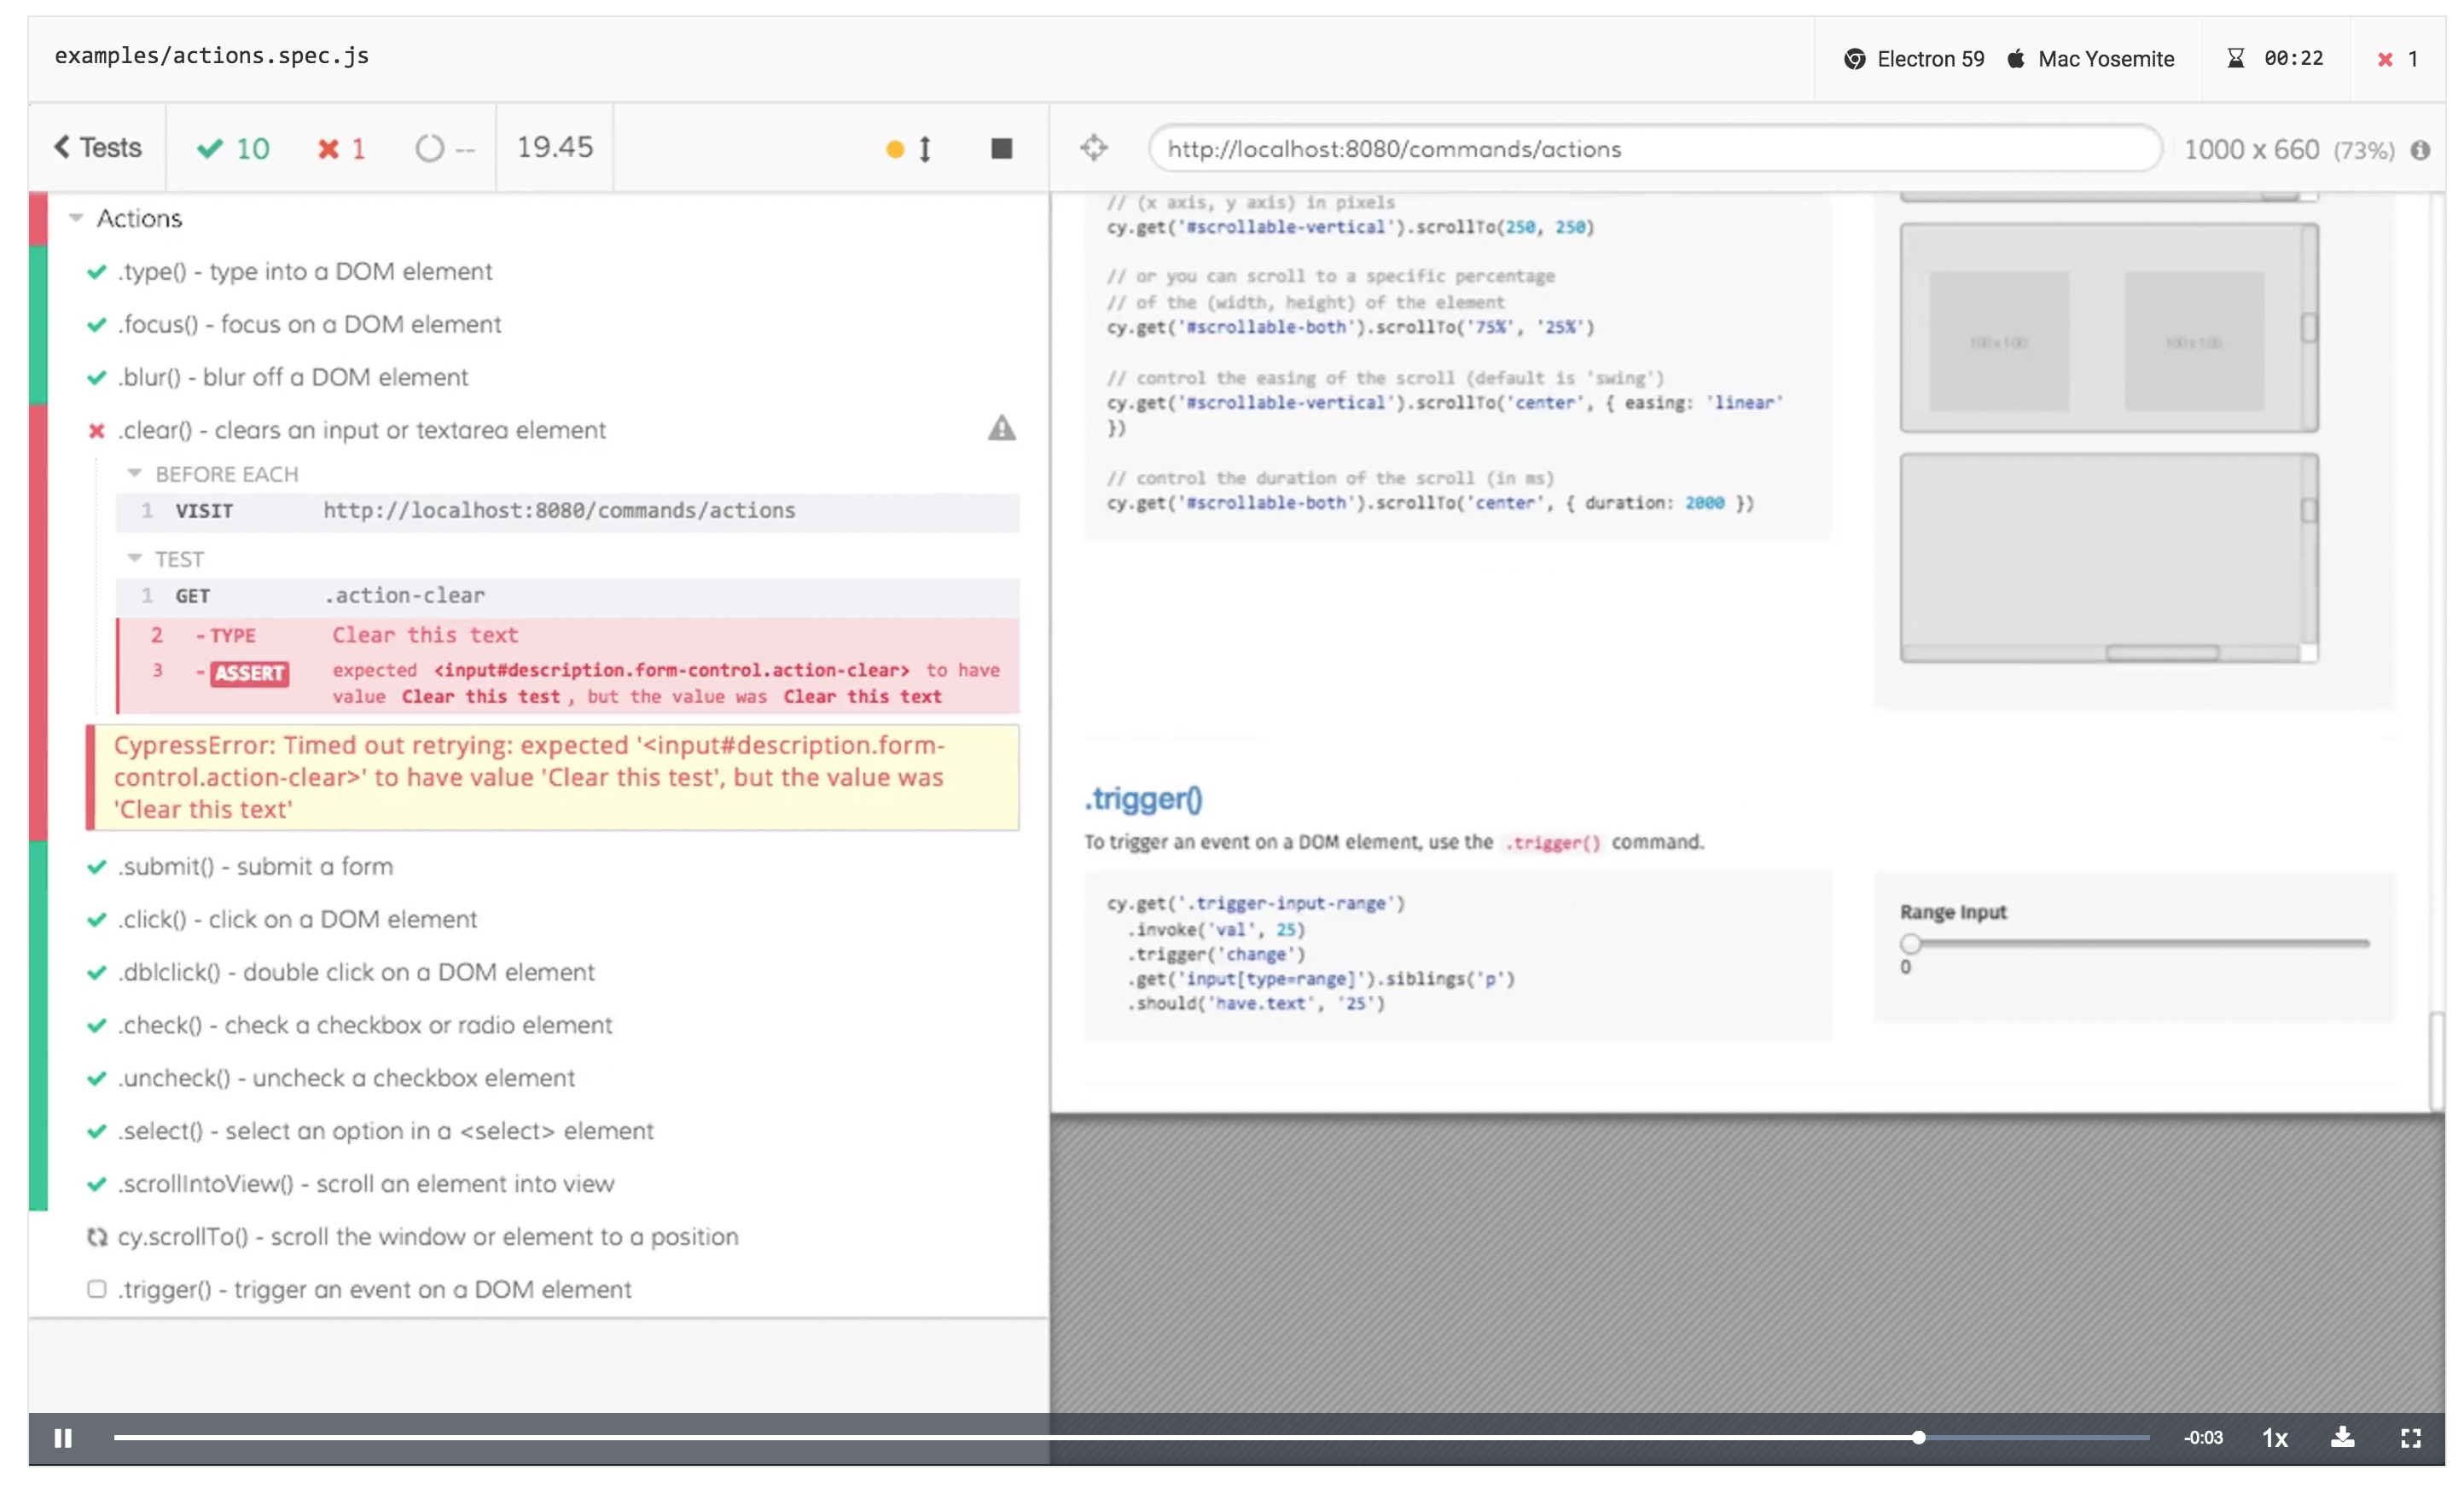 examples/actions.spec.js
Electron 59 Mac Yosemite 00:22 1
Tests 10 1 -- 19.45
http://localhost:8080/commands/actions 1000 x 660 (73%)
Actions
.type() - type into a DOM element
.focus() - focus on a DOM element
.blur() - blur off a DOM element
.clear() - clears an input or textarea element
BEFORE EACH
1 VISIT http://localhost:8080/commands/actions
TEST
1 GET .action-clear
2 - TYPE Clear this text
3 - ASSERT expected <input#description.form-control.action-clear> to have
value Clear this test , but the value was Clear this text
CypressError: Timed out retrying: expected '<input#description.form-
control.action-clear>' to have value 'Clear this test', but the value was
'Clear this text'
.submit() - submit a form
.click() - click on a DOM element
.dblclick() - double click on a DOM element
.check() - check a checkbox or radio element
.uncheck() - uncheck a checkbox element
.select() - select an option in a <select> element
.scrollIntoView() - scroll an element into view
cy.scrollTo() - scroll the window or element to a position
.trigger() - trigger an event on a DOM element
// (x axis, y axis) in pixels
cy.get('#scrollable-vertical').scrollTo(250, 250)
// or you can scroll to a specific percentage
// of the (width, height) of the element
cy.get('#scrollable-both').scrollTo('75%', '25%')
// control the easing of the scroll (default is 'swing')
cy.get('#scrollable-vertical').scrollTo('center', { easing: 'linear'
})
// control the duration of the scroll (in ms)
cy.get('#scrollable-both').scrollTo('center', { duration: 2000 })
100 x 100
100 x 100
.trigger()
To trigger an event on a DOM element, use the .trigger() command.
cy.get('.trigger-input-range')
.invoke('val', 25)
.trigger('change')
.get('input[type=range]').siblings('p')
.should('have.text', '25')
Range Input
0
-0:03 1x